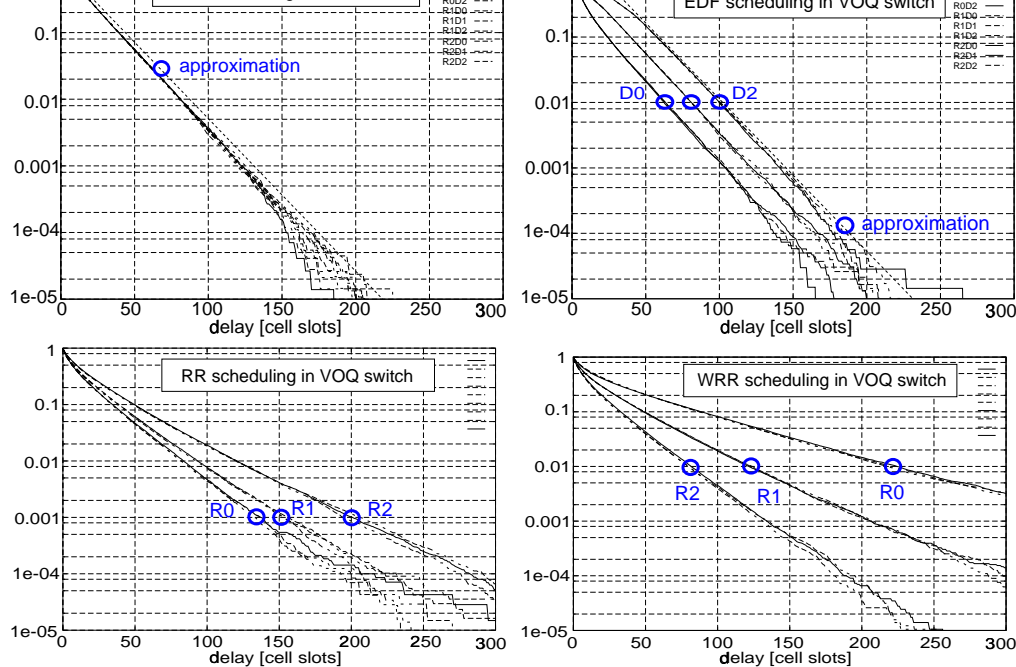 R0D2
R1D0
R1D1
R1D2
R2D0
R2D1
R2D2
0.1
approximation
0.01
0.001
1e-04
1e-05
0 50 100 150 200 250 300
delay [cell slots]
EDF scheduling in VOQ switch
R0D2
R1D0
R1D1
R1D2
R2D0
R2D1
R2D2
0.1
D0 D2
0.01
0.001
approximation
1e-04
1e-05
0 50 100 150 200 250 300
delay [cell slots]
1
RR scheduling in VOQ switch
0.1
0.01
R0 R1 R2
0.001
1e-04
1e-05
0 50 100 150 200 250 300
delay [cell slots]
1
WRR scheduling in VOQ switch
0.1
0.01
R2 R1 R0
0.001
1e-04
1e-05
0 50 100 150 200 250 300
delay [cell slots]